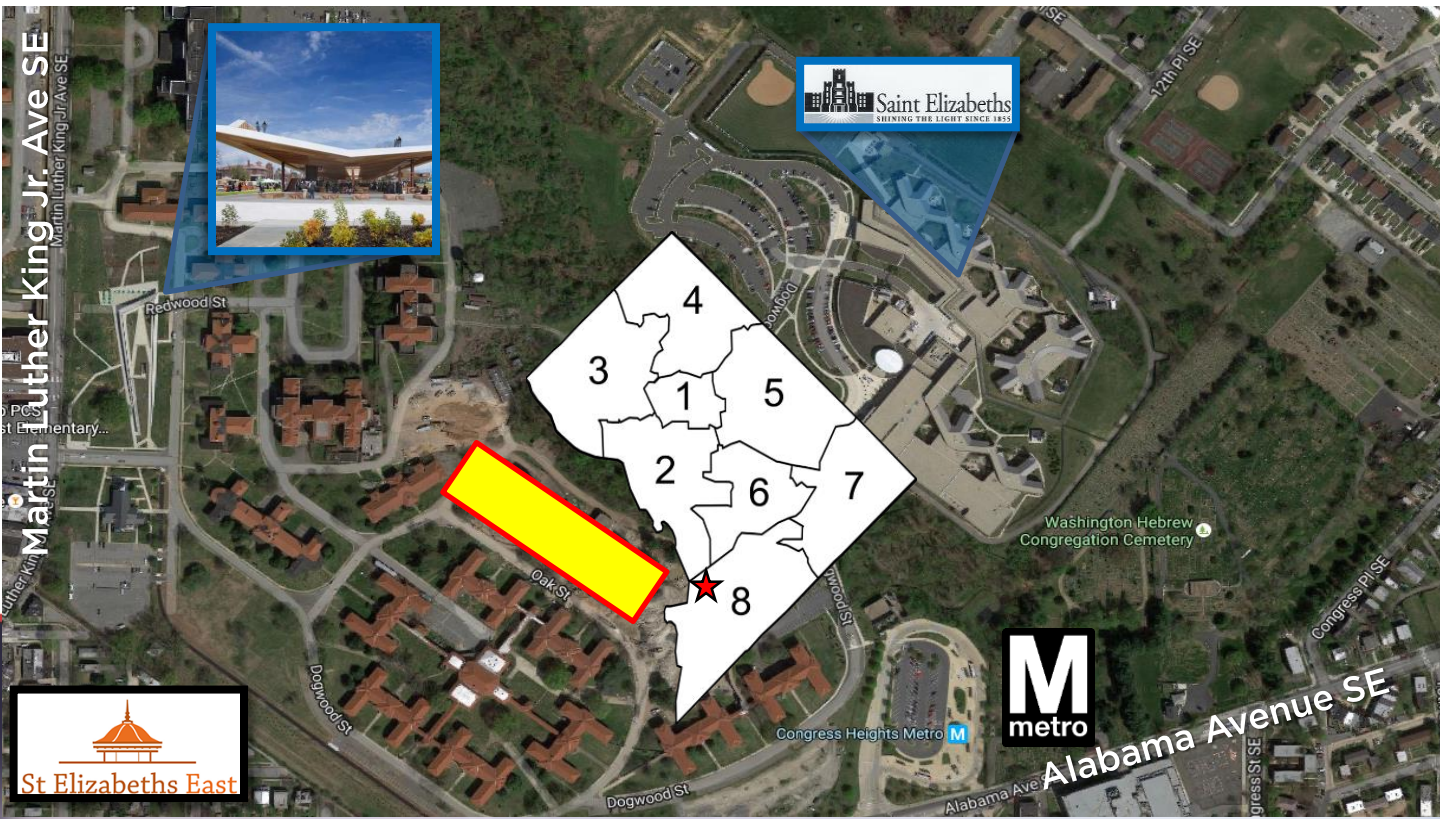 Martin Luther King Jr. Ave SE
Martin Luther King Jr Ave SE
Saint Elizabeths
SHINING THE LIGHT SINCE 1855
12th Pl SE
SE
Redwood St
4
3
1
5
2
6
7
8
PCS
Elementary...
Washington Hebrew
Congregation Cemetery
Oak St
Dogwood St
Congress Pl SE
M
metro
Congress Heights Metro M
Alabama Avenue SE
Alabama Ave
St Elizabeths East
Dogwood St